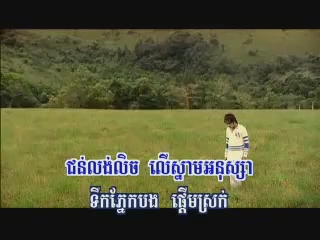 ជន់លង់លិច លើស្នាមអនុស្សា
ទឹកភ្នែកបង ផ្តើមស្រក់